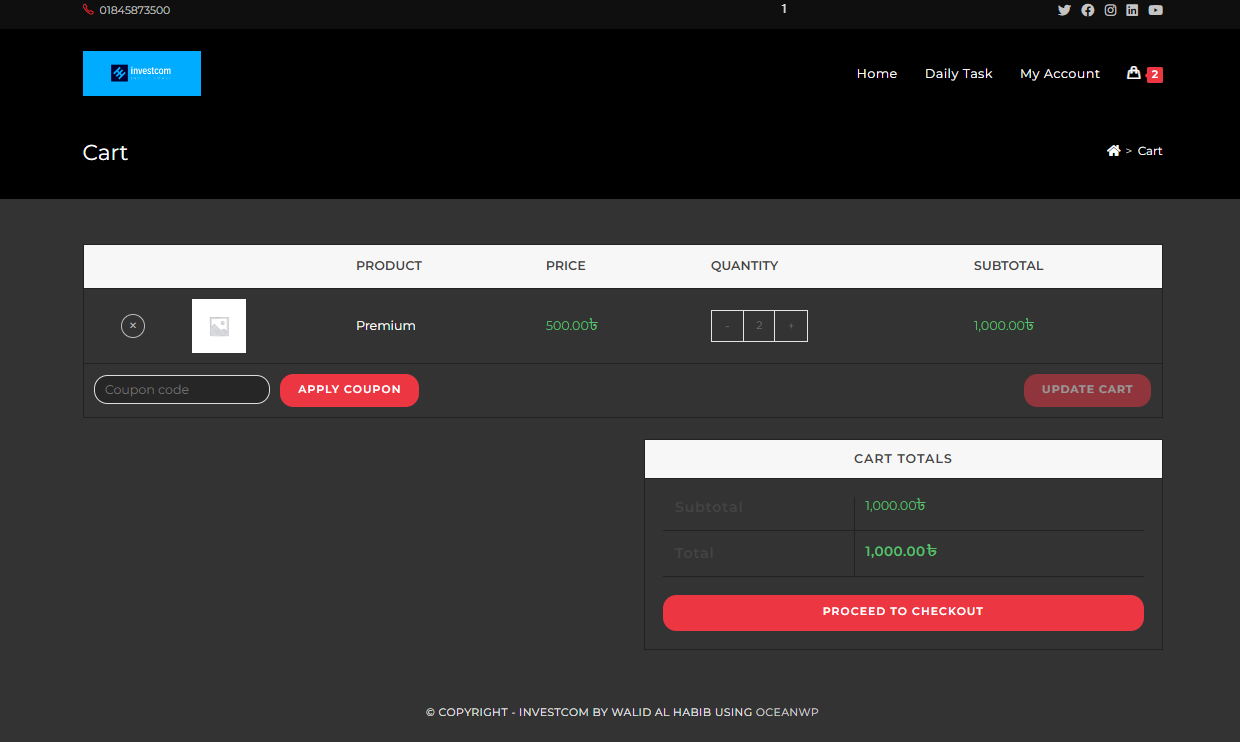 01845873500
1
investcom
Home Daily Task My Account 2
Cart
> Cart
PRODUCT PRICE QUANTITY SUBTOTAL
× Premium 500.00৳ - 2 + 1,000.00৳
Coupon code APPLY COUPON UPDATE CART
CART TOTALS
Subtotal 1,000.00৳
Total 1,000.00৳
PROCEED TO CHECKOUT
© COPYRIGHT - INVESTCOM BY WALID AL HABIB USING OCEANWP